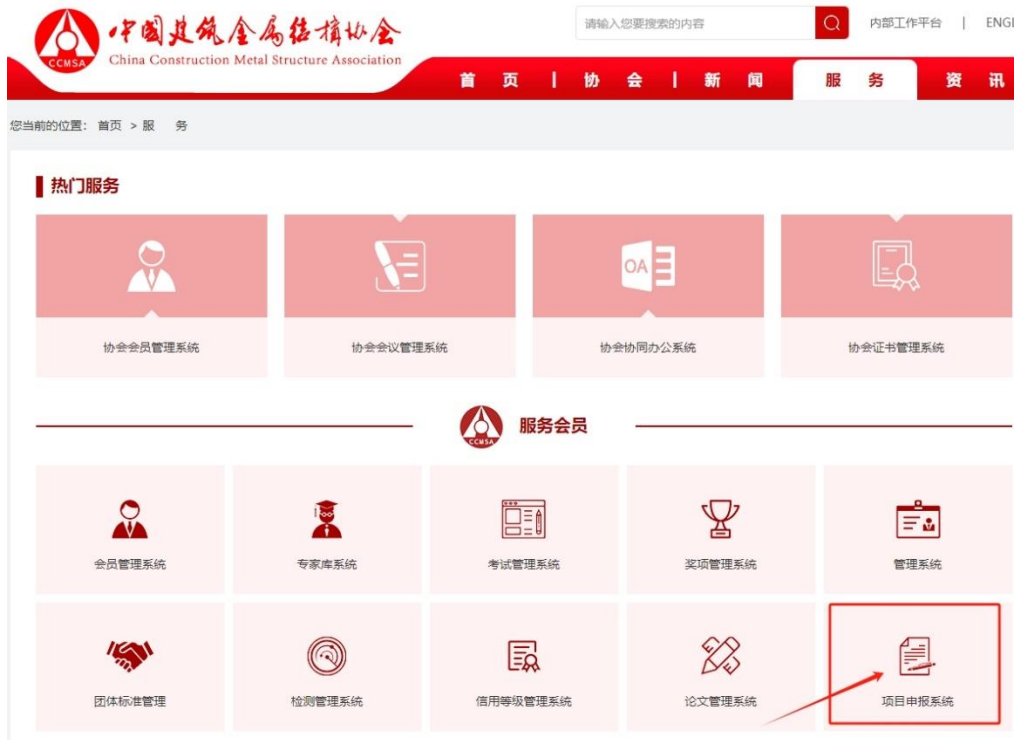 中国建筑金属结构协会
China Construction Metal Structure Association
CCMSA
请输入您要搜索的内容
内部工作平台 | ENGL
首 页 | 协 会 | 新 闻 服 务 资 讯
您当前的位置： 首页 > 服 务
热门服务
OA
协会会员管理系统 协会会议管理系统 协会协同办公系统 协会证书管理系统
CCMSA 服务会员
会员管理系统 专家库系统 考试管理系统 奖项管理系统 管理系统
团体标准管理 检测管理系统 信用等级管理系统 论文管理系统 项目申报系统